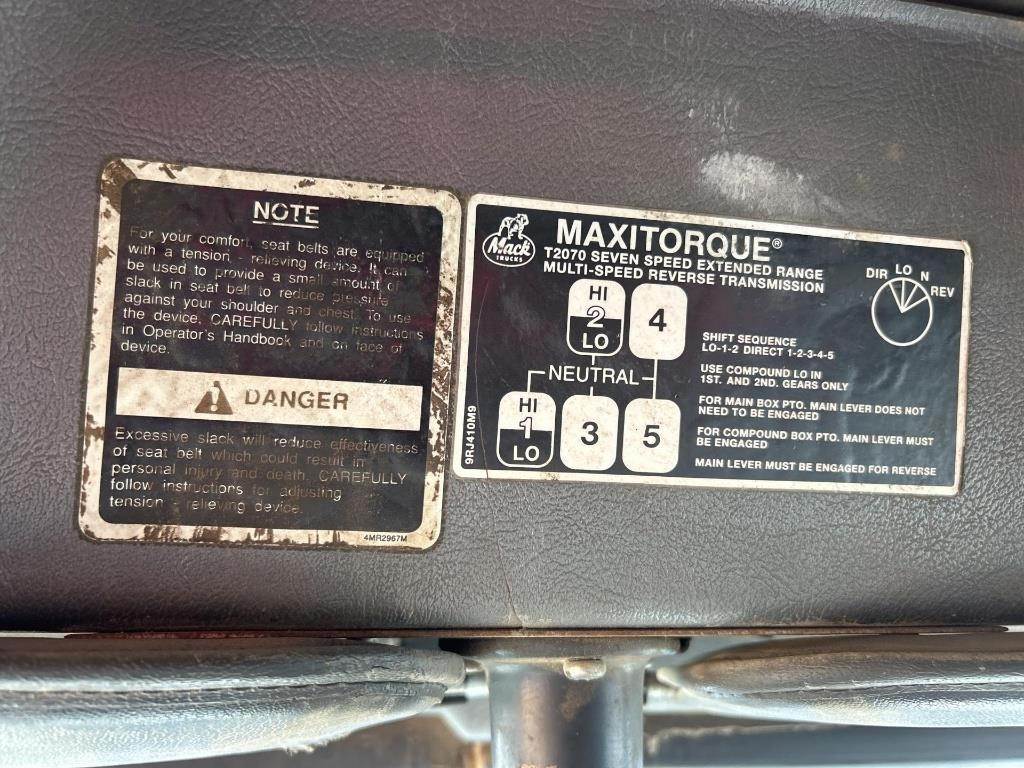 NOTE
For your comfort, seat belts are equipped
with a tension - relieving device. It can
be used to provide a small amount of
slack in seat belt to reduce pressure
against your shoulder and chest. To use
the device, CAREFULLY follow instructions
in Operator's Handbook and on face of
device.
DANGER
Excessive slack will reduce effectiveness
of seat belt which could result in
personal injury and death. CAREFULLY
follow instructions for adjusting
tension - relieving device.
4MR2967M
Mack
TRUCKS
MAXITORQUE®
T2070 SEVEN SPEED EXTENDED RANGE
MULTI-SPEED REVERSE TRANSMISSION
DIR LO N
REV
HI
2
LO
4
NEUTRAL
HI
1
LO
3
5
SHIFT SEQUENCE
LO-1-2 DIRECT 1-2-3-4-5
USE COMPOUND LO IN
1ST. AND 2ND. GEARS ONLY
FOR MAIN BOX PTO. MAIN LEVER DOES NOT
NEED TO BE ENGAGED
FOR COMPOUND BOX PTO. MAIN LEVER MUST
BE ENGAGED
MAIN LEVER MUST BE ENGAGED FOR REVERSE
9RJ410M9